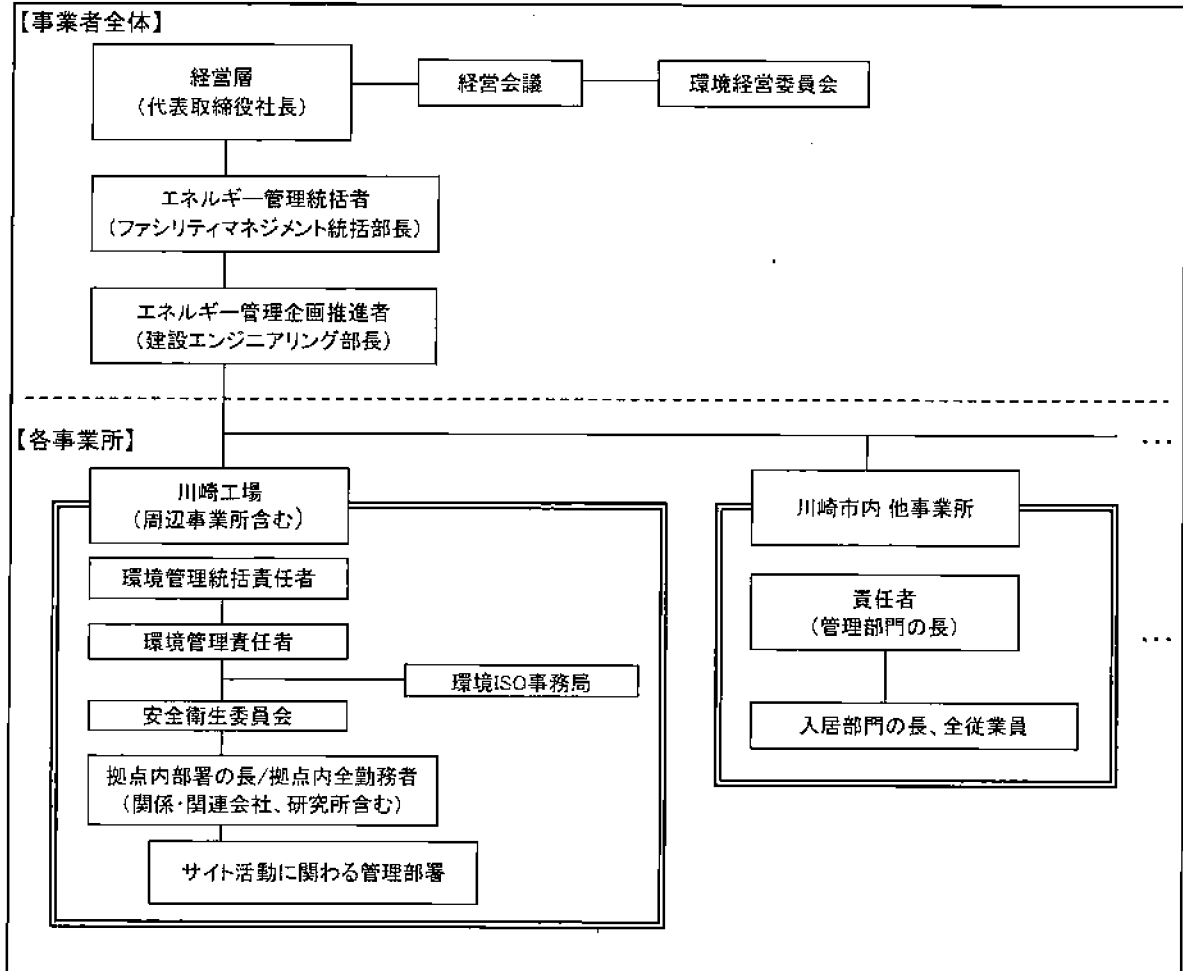 【事業者全体】
経営層
（代表取締役社長）
経営会議
環境経営委員会
エネルギー管理統括者
（ファシリティマネジメント統括部長）
エネルギー管理企画推進者
（建設エンジニアリング部長）
【各事業所】
…
川崎工場
（周辺事業所含む）
川崎市内 他事業所
環境管理統括責任者
責任者
（管理部門の長）
環境管理責任者
…
環境ISO事務局
安全衛生委員会
入居部門の長、全従業員
拠点内部署の長/拠点内全勤務者
（関係・関連会社、研究所含む）
サイト活動に関わる管理部署